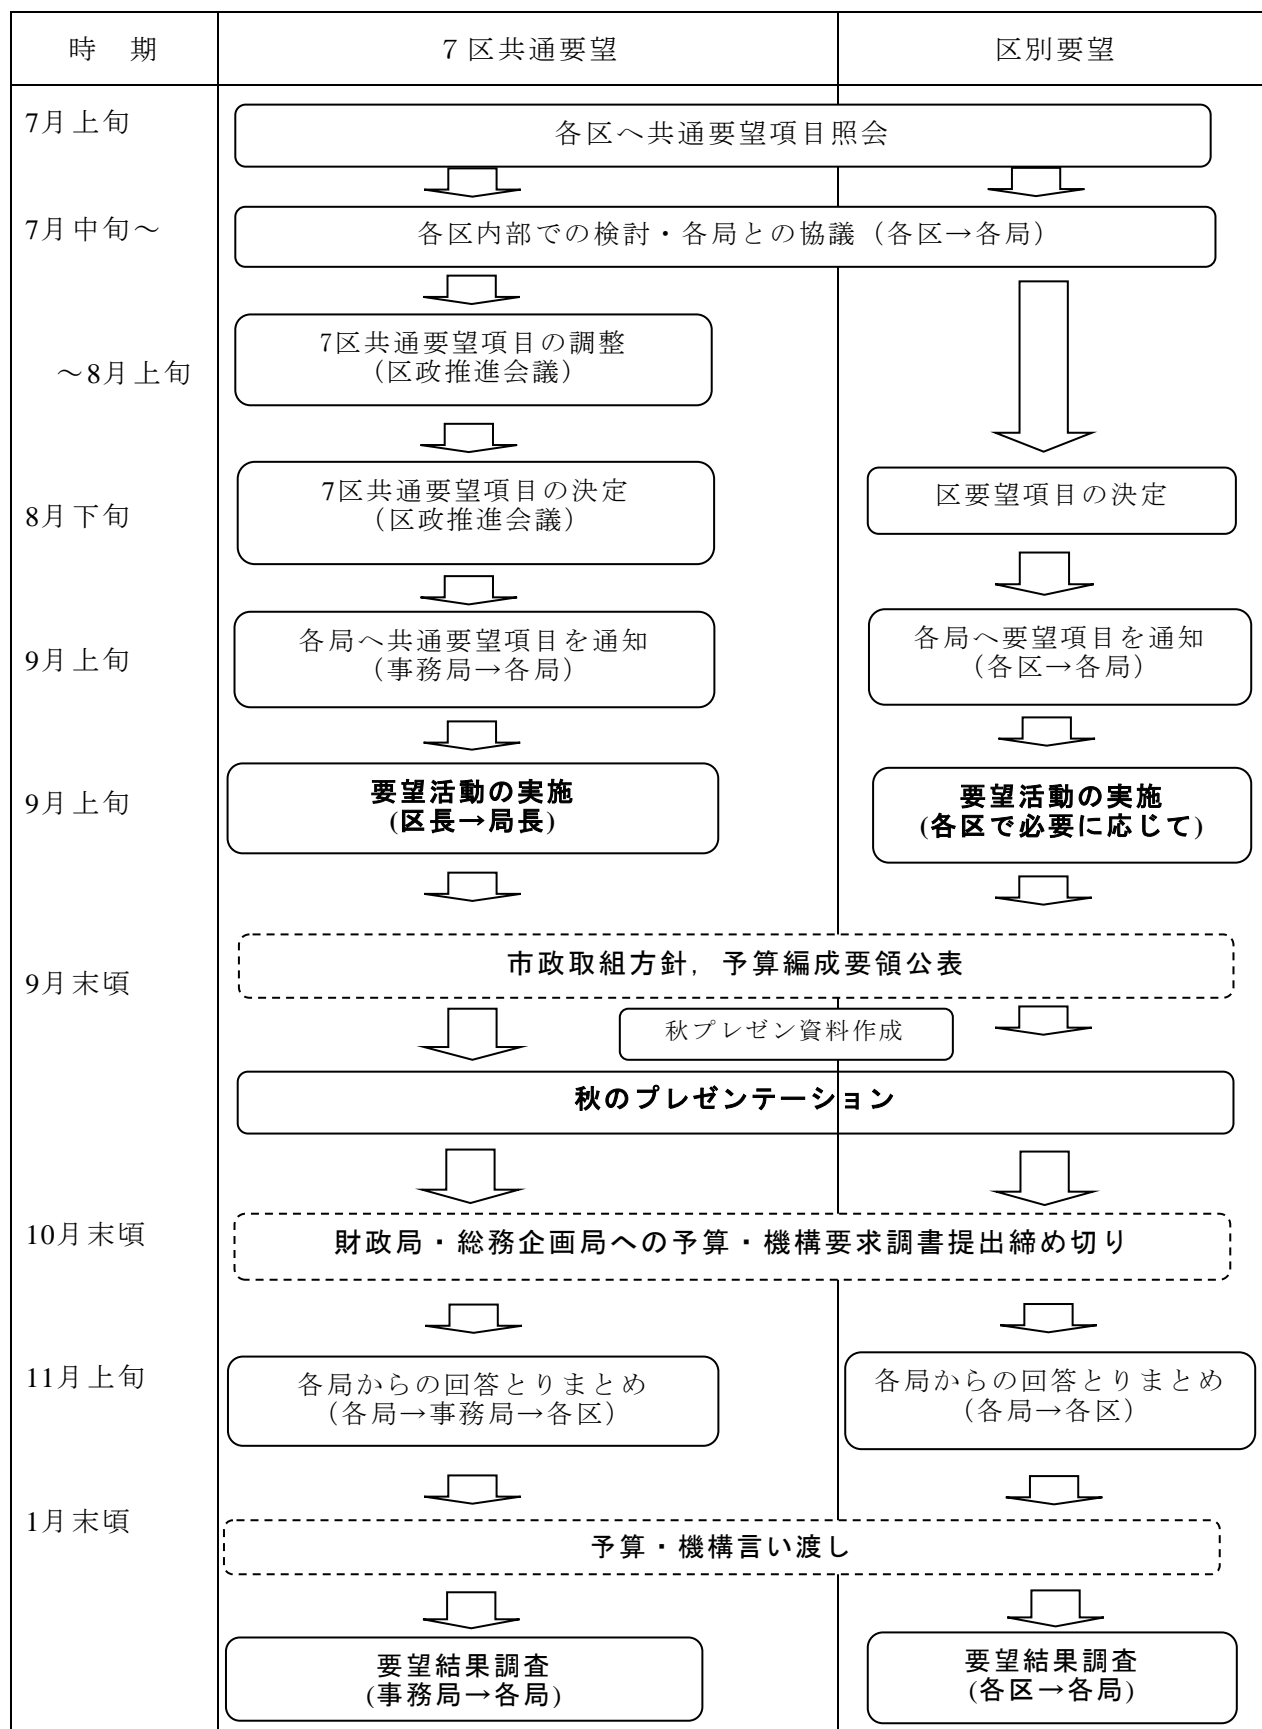 時　期
７区共通要望
区別要望
7月上旬
各区へ共通要望項目照会
7月中旬～
各区内部での検討・各局との協議（各区→各局）
7区共通要望項目の調整
（区政推進会議）
～8月上旬
8月下旬
7区共通要望項目の決定
（区政推進会議）
区要望項目の決定
9月上旬
各局へ共通要望項目を通知
（事務局→各局）
各局へ要望項目を通知
（各区→各局）
9月上旬
要望活動の実施
(区長→局長)
要望活動の実施
(各区で必要に応じて)
9月末頃
市政取組方針，予算編成要領公表
秋プレゼン資料作成
秋のプレゼンテーション
10月末頃
財政局・総務企画局への予算・機構要求調書提出締め切り
11月上旬
各局からの回答とりまとめ
（各局→事務局→各区）
各局からの回答とりまとめ
（各局→各区）
1月末頃
予算・機構言い渡し
要望結果調査
(事務局→各局)
要望結果調査
(各区→各局)